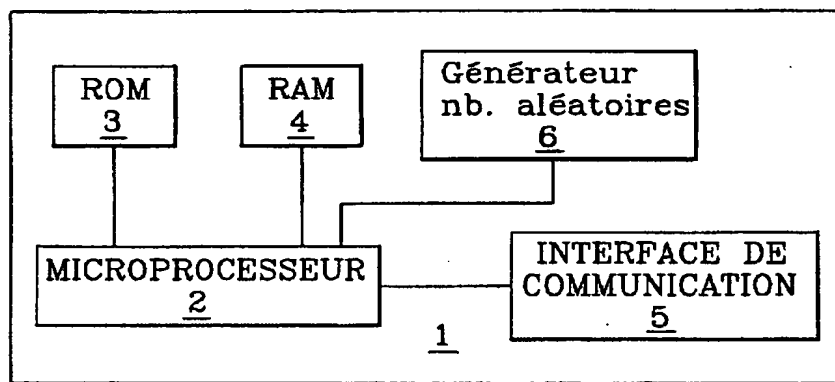 ROM
3
RAM
4
Générateur
nb. aléatoires
6
MICROPROCESSEUR
2
INTERFACE DE
COMMUNICATION
5
1